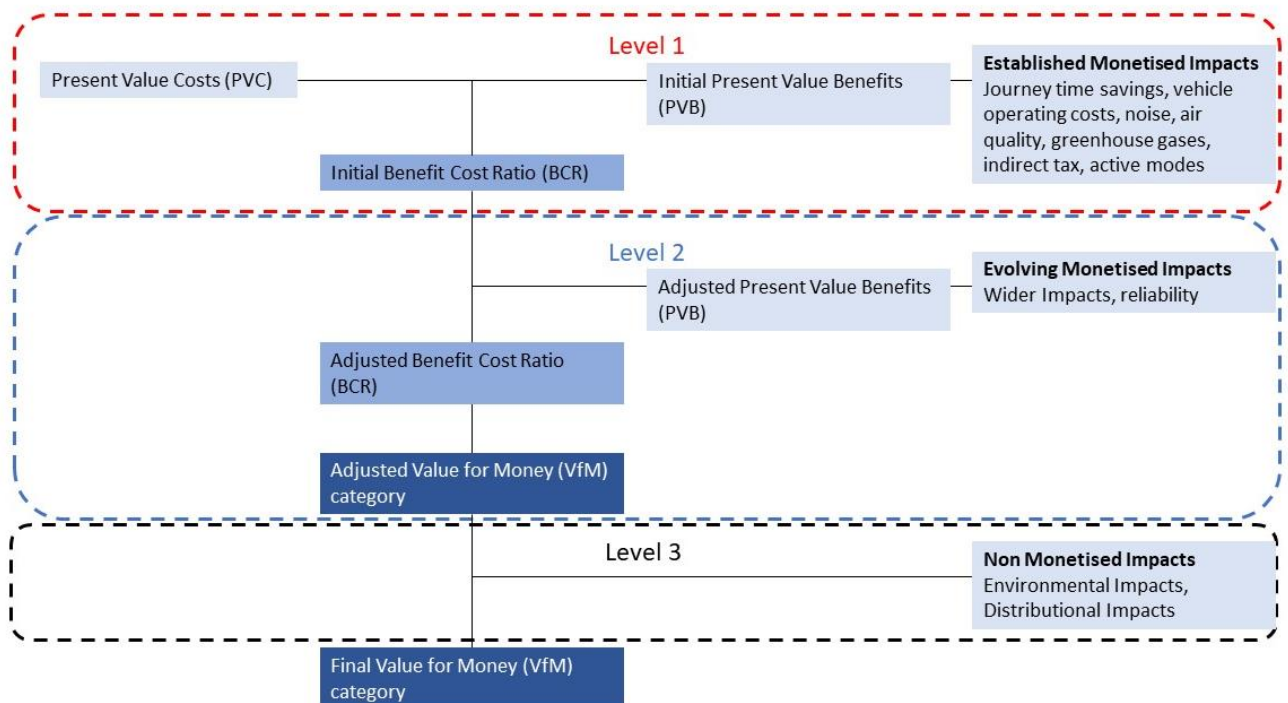 Level 1
Present Value Costs (PVC)
Initial Present Value Benefits
(PVB)
Established Monetised Impacts
Journey time savings, vehicle
operating costs, noise, air
quality, greenhouse gases,
indirect tax, active modes
Initial Benefit Cost Ratio (BCR)
Level 2
Adjusted Present Value Benefits
(PVB)
Evolving Monetised Impacts
Wider Impacts, reliability
Adjusted Benefit Cost Ratio
(BCR)
Adjusted Value for Money (VfM)
category
Level 3
Non Monetised Impacts
Environmental Impacts,
Distributional Impacts
Final Value for Money (VfM)
category